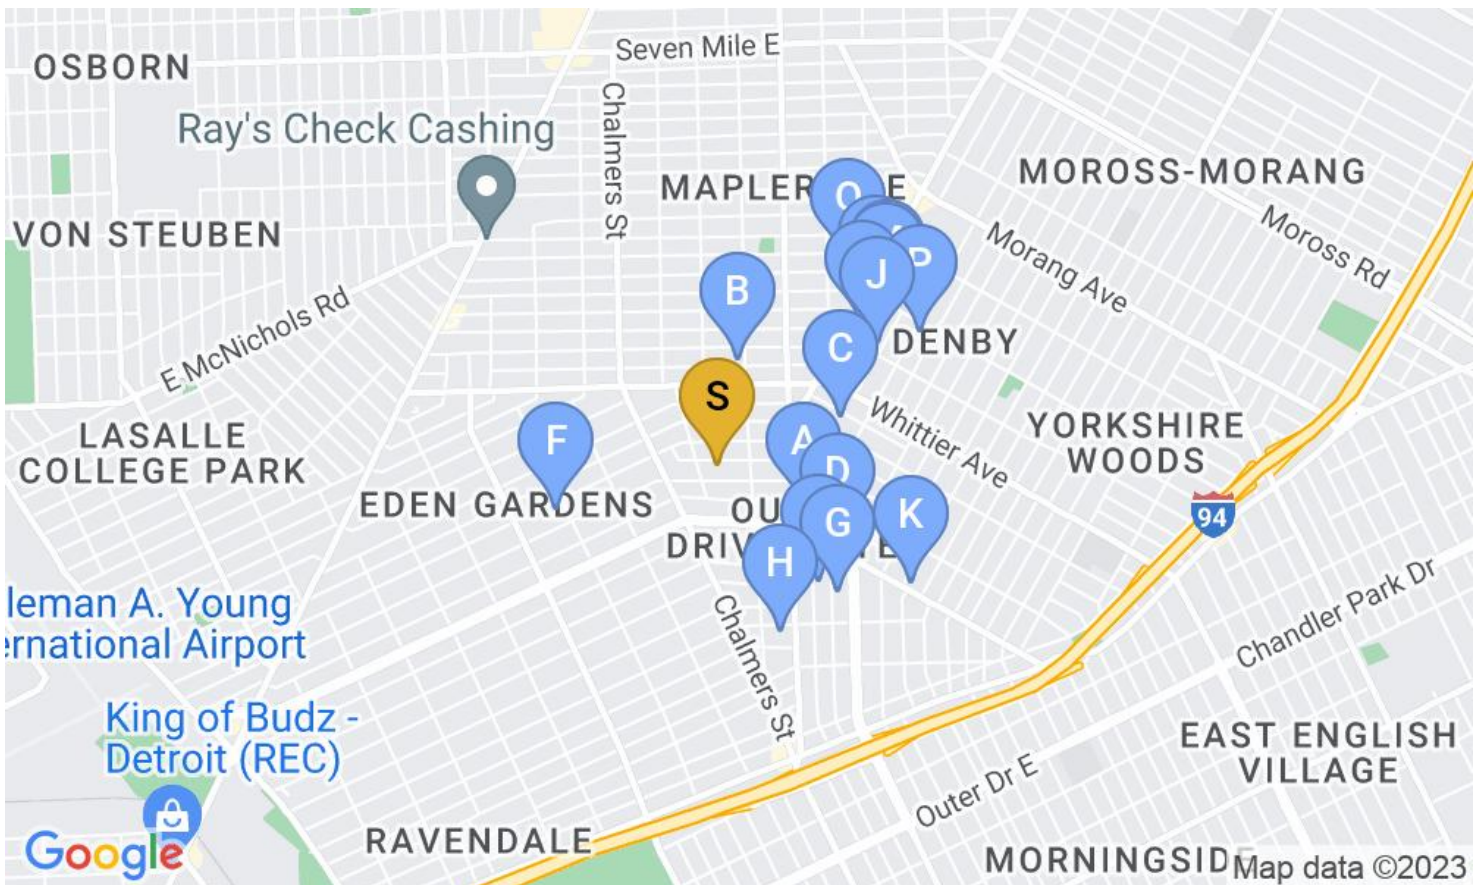 Seven Mile E
OSBORN
Chalmers St
Ray's Check Cashing
MOROSS-MORANG
MAPLER
E
O
Moross Rd
VON STEUBEN
Morang Ave
P
J
B
E McNichols Rd
DENBY
C
S
Whittier Ave
YORKSHIRE
WOODS
LASALLE
COLLEGE PARK
F
A
D
EDEN GARDENS
OU
G
K
94
DRIV
TE
H
leman A. Young
ernational Airport
Chandler Park Dr
Chalmers St
King of Budz -
Detroit (REC)
EAST ENGLISH
VILLAGE
Outer Dr E
RAVENDALE
Google
MORNINGSIDE
Map data ©2023